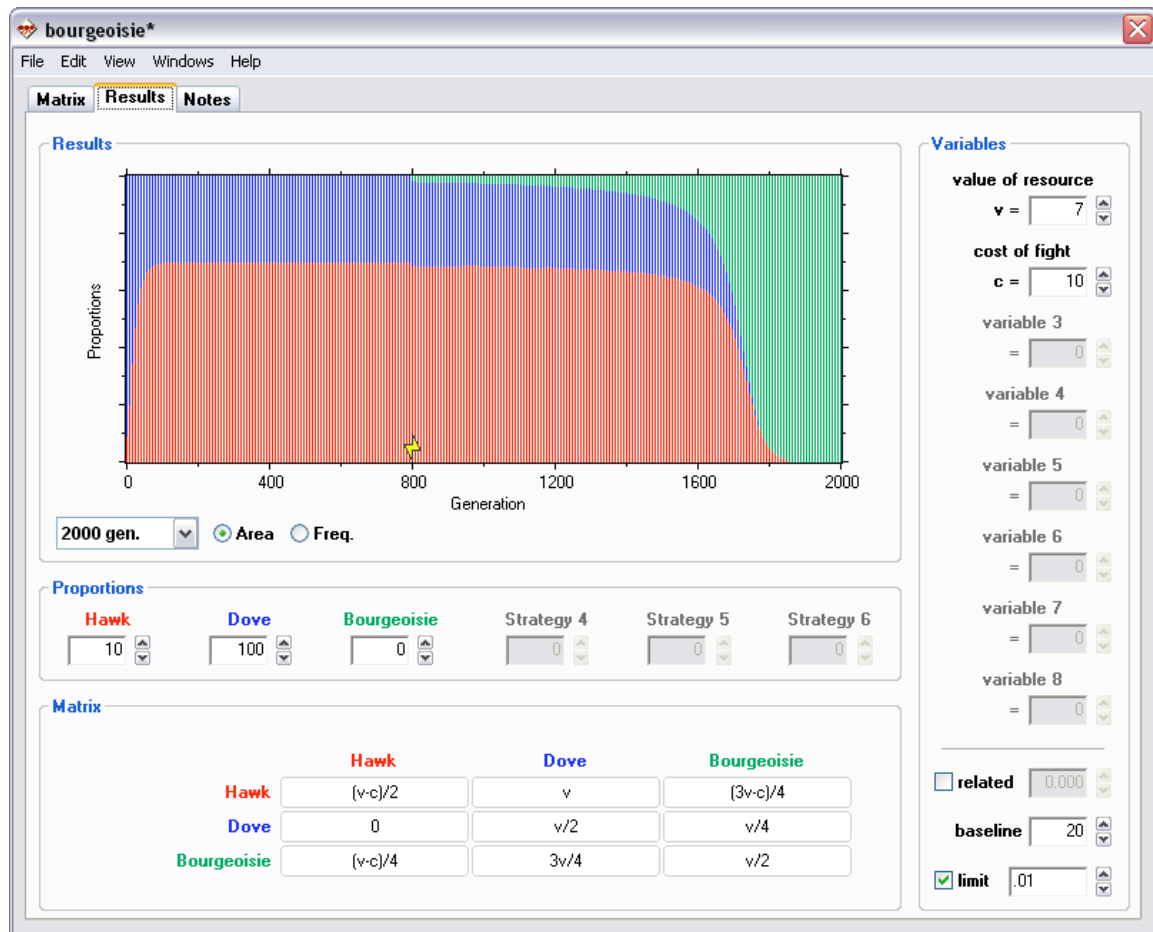 bourgeoisie*
File Edit View Windows Help
Matrix Results Notes
Results
Proportions
0 400 800 1200 1600 2000
Generation
2000 gen. Area Freq.
Proportions
Hawk Dove Bourgeoisie Strategy 4 Strategy 5 Strategy 6
10 100 0 0 0 0
Matrix
Hawk Dove Bourgeoisie
Hawk (v-c)/2 v (3v-c)/4
Dove 0 v/2 v/4
Bourgeoisie (v-c)/4 3v/4 v/2
Variables
value of resource
v = 7
cost of fight
c = 10
variable 3
= 0
variable 4
= 0
variable 5
= 0
variable 6
= 0
variable 7
= 0
variable 8
= 0
related 0.000
baseline 20
limit .01